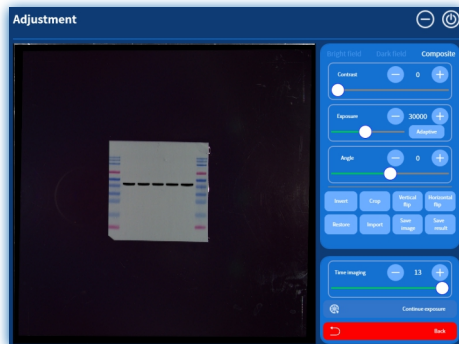 Adjustment
Bright field Dark field Composite
Contrast 0
Exposure 30000
Adaptive
Angle 0
Invert Crop Vertical flip Horizontal flip
Restore Import Save image Save result
Time imaging 13
Continue exposure
Back